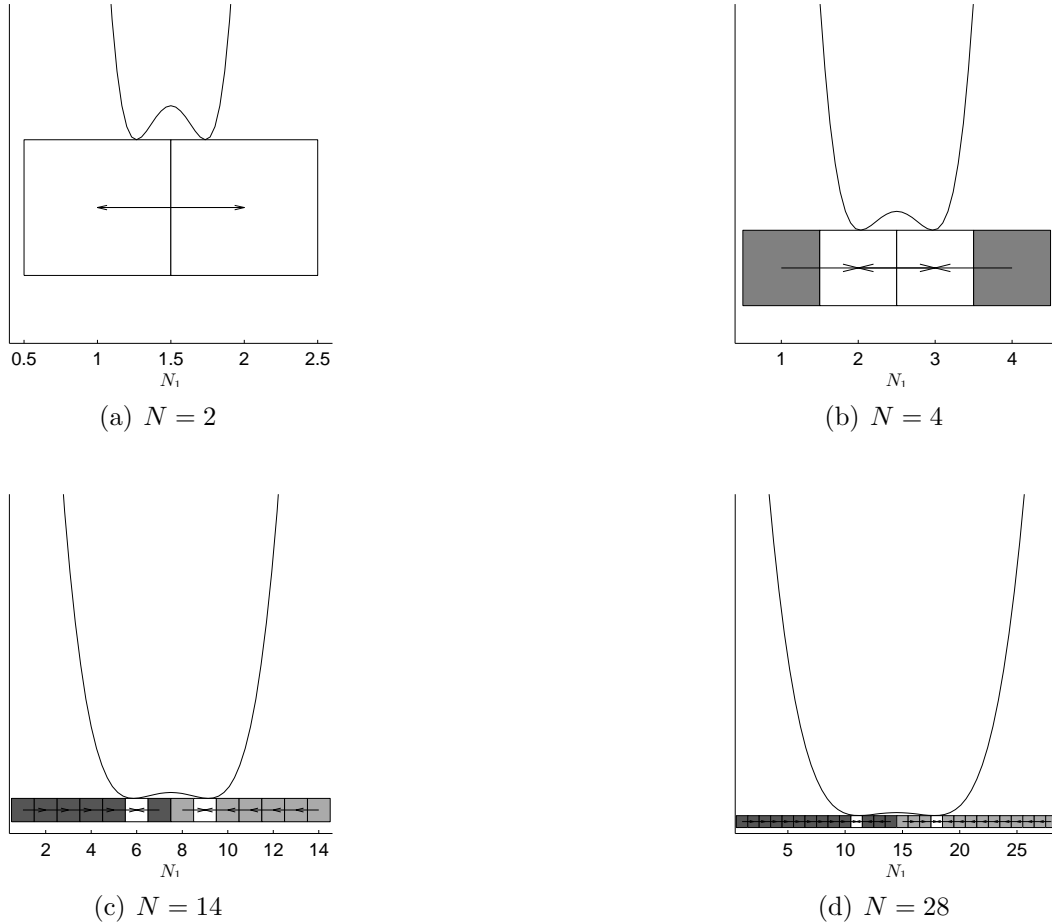 0.5 1 1.5 2 2.5
N₁
(a) N = 2
1 2 3 4
N₁
(b) N = 4
2 4 6 8 10 12 14
N₁
(c) N = 14
5 10 15 20 25
N₁
(d) N = 28